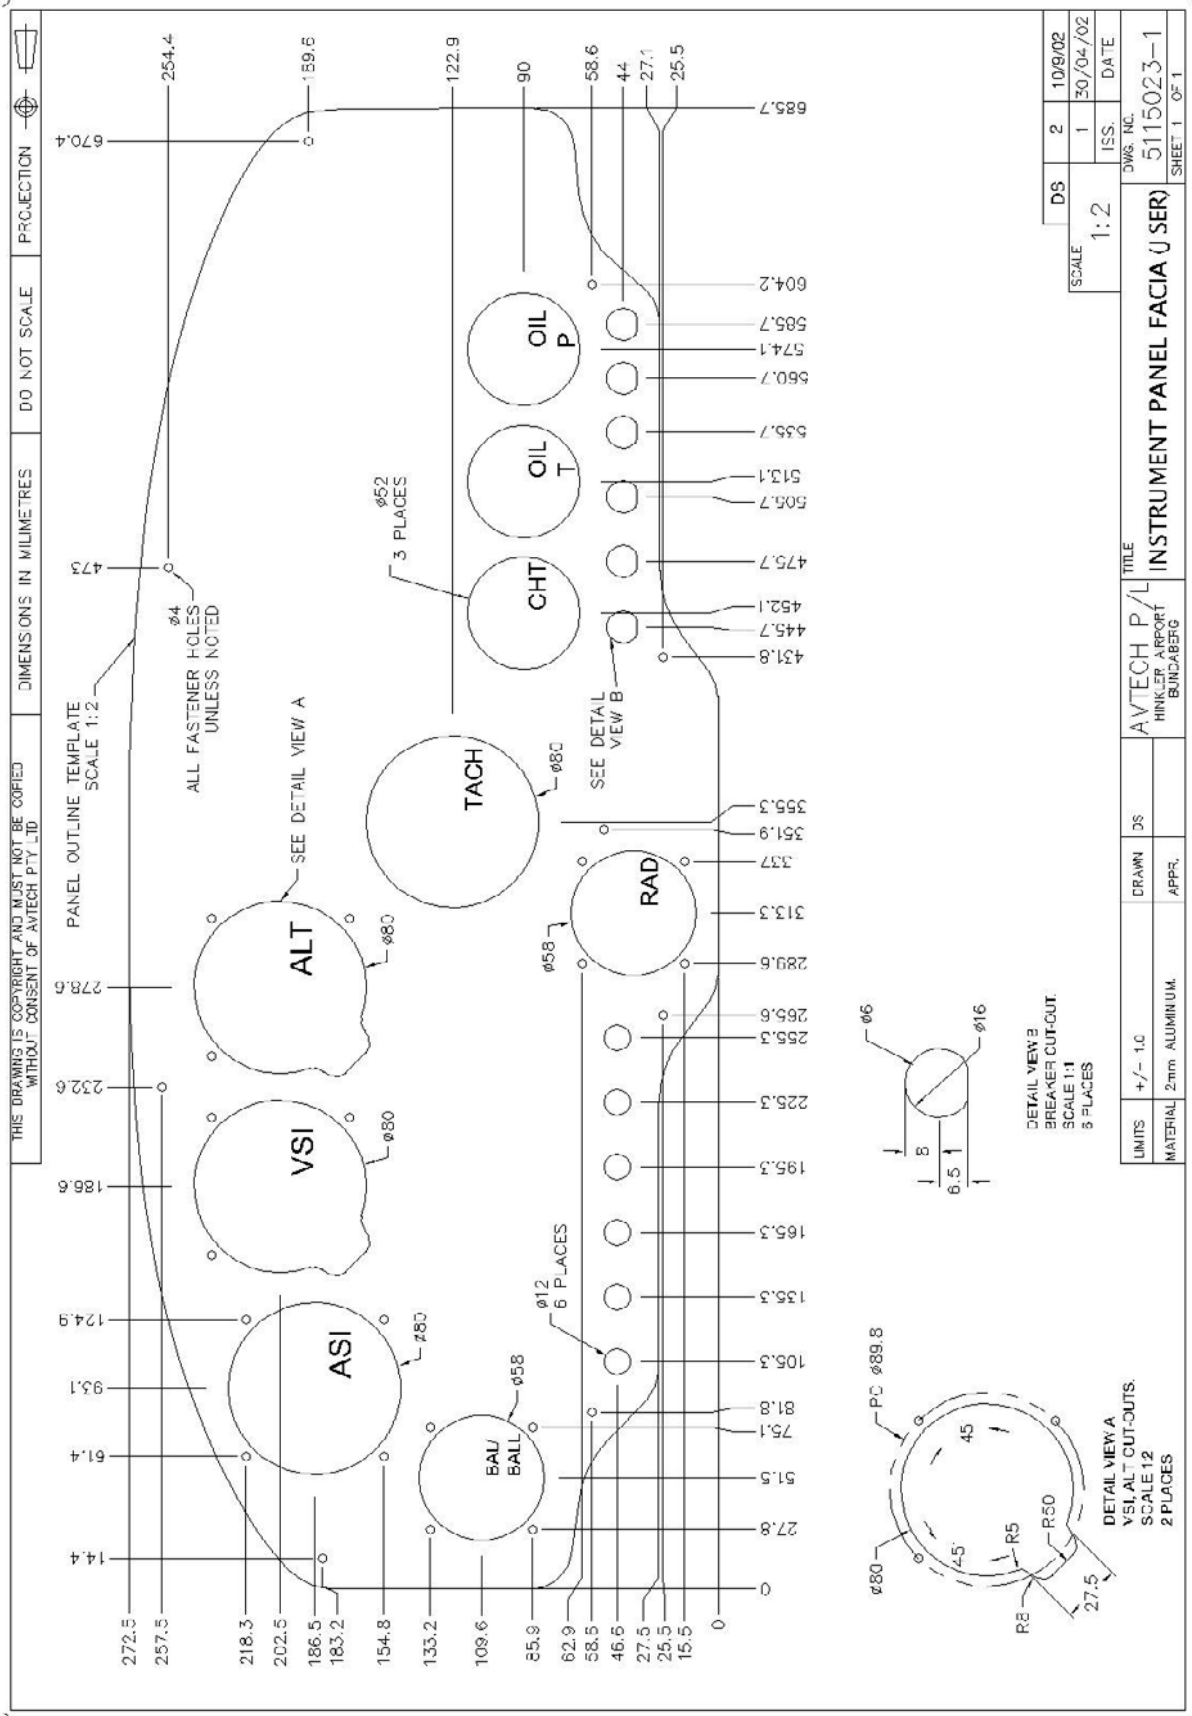 THIS DRAWING IS COPYRIGHT AND MUST NOT BE COPIED
WITHOUT CONSENT OF AVTECH PTY LTD
DIMENSIONS IN MILIMETRES
DO NOT SCALE
PROJECTION
PANEL OUTLINE TEMPLATE
SCALE 1:2
14.4
61.4
93.1
124.9
186.6
232.6
278.6
473
670.4
ø4
ALL FASTENER HOLES
UNLESS NOTED
SEE DETAIL VIEW A
272.5
257.5
218.3
202.5
186.5
183.2
154.8
133.2
109.6
85.9
62.9
58.5
46.6
27.5
25.5
15.5
0
254.4
189.6
122.9
90
58.6
44
27.1
25.5
ASI
ø80
VSI
ø80
ALT
ø80
TACH
ø80
BAL/
BALL
ø58
RAD
ø58
CHT
OIL
T
OIL
P
ø52
3 PLACES
ø12
6 PLACES
SEE DETAIL
VIEW B
0
27.8
51.5
75.1
81.8
105.3
135.3
165.3
195.3
225.3
255.3
265.6
289.6
313.3
337
351.9
355.3
431.8
445.7
452.1
475.7
505.7
513.1
535.7
560.7
574.1
585.7
604.2
685.7
PC ø89.8
ø80
45
45
R5
R50
R8
27.5
DETAIL VIEW A
VSI, ALT CUT-OUTS.
SCALE 12
2 PLACES
ø6
ø16
8
6.5
DETAIL VIEW B
BREAKER CUT-OUT.
SCALE 1:1
6 PLACES
DS
2
10/9/02
1
30/04/02
ISS.
DATE
SCALE
1:2
LIMITS
+/- 1.0
MATERIAL
2mm ALUMINIUM.
DRAWN
DS
APPR.
AVTECH P/L
HINKLER AIRPORT
BUNDABERG
TITLE
INSTRUMENT PANEL FACIA (J SER)
DWG. NO.
5115023-1
SHEET 1 OF 1